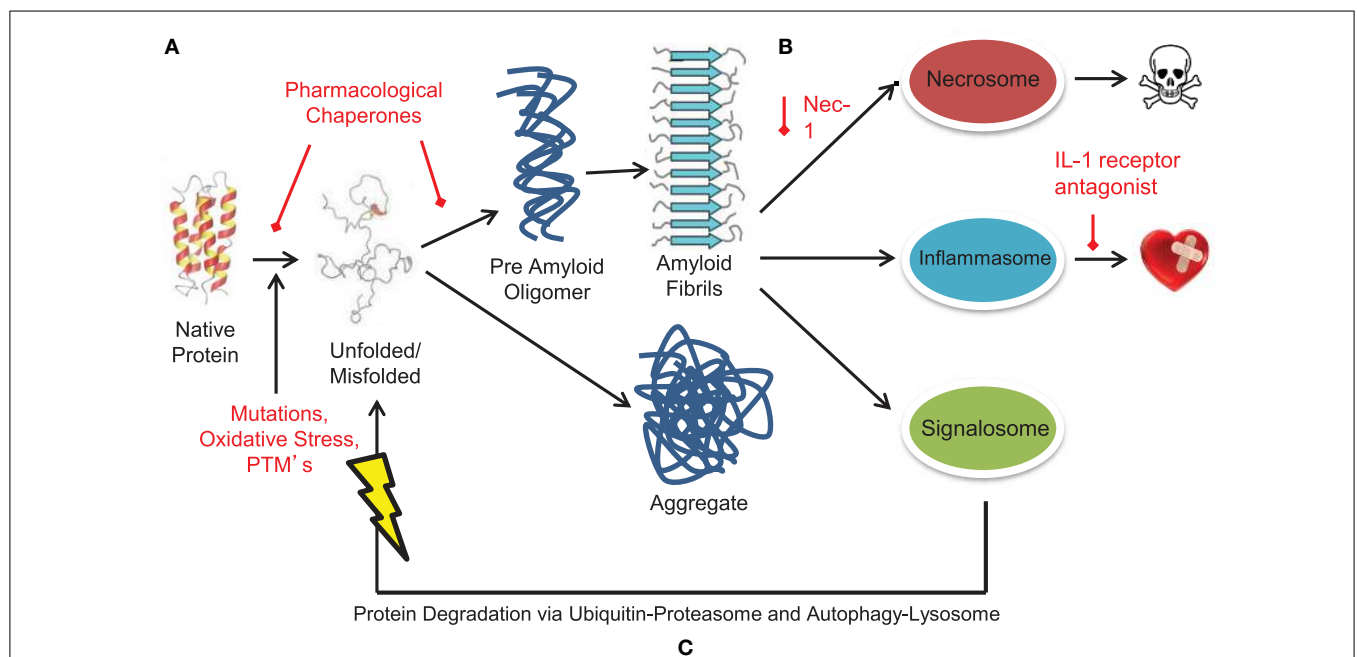 A
Pharmacological
Chaperones
Native
Protein
Unfolded/
Misfolded
Mutations,
Oxidative Stress,
PTM's
Pre Amyloid
Oligomer
Amyloid
Fibrils
Aggregate
B
Nec-
1
Necrosome
IL-1 receptor
antagonist
Inflammasome
Signalosome
Protein Degradation via Ubiquitin-Proteasome and Autophagy-Lysosome
C